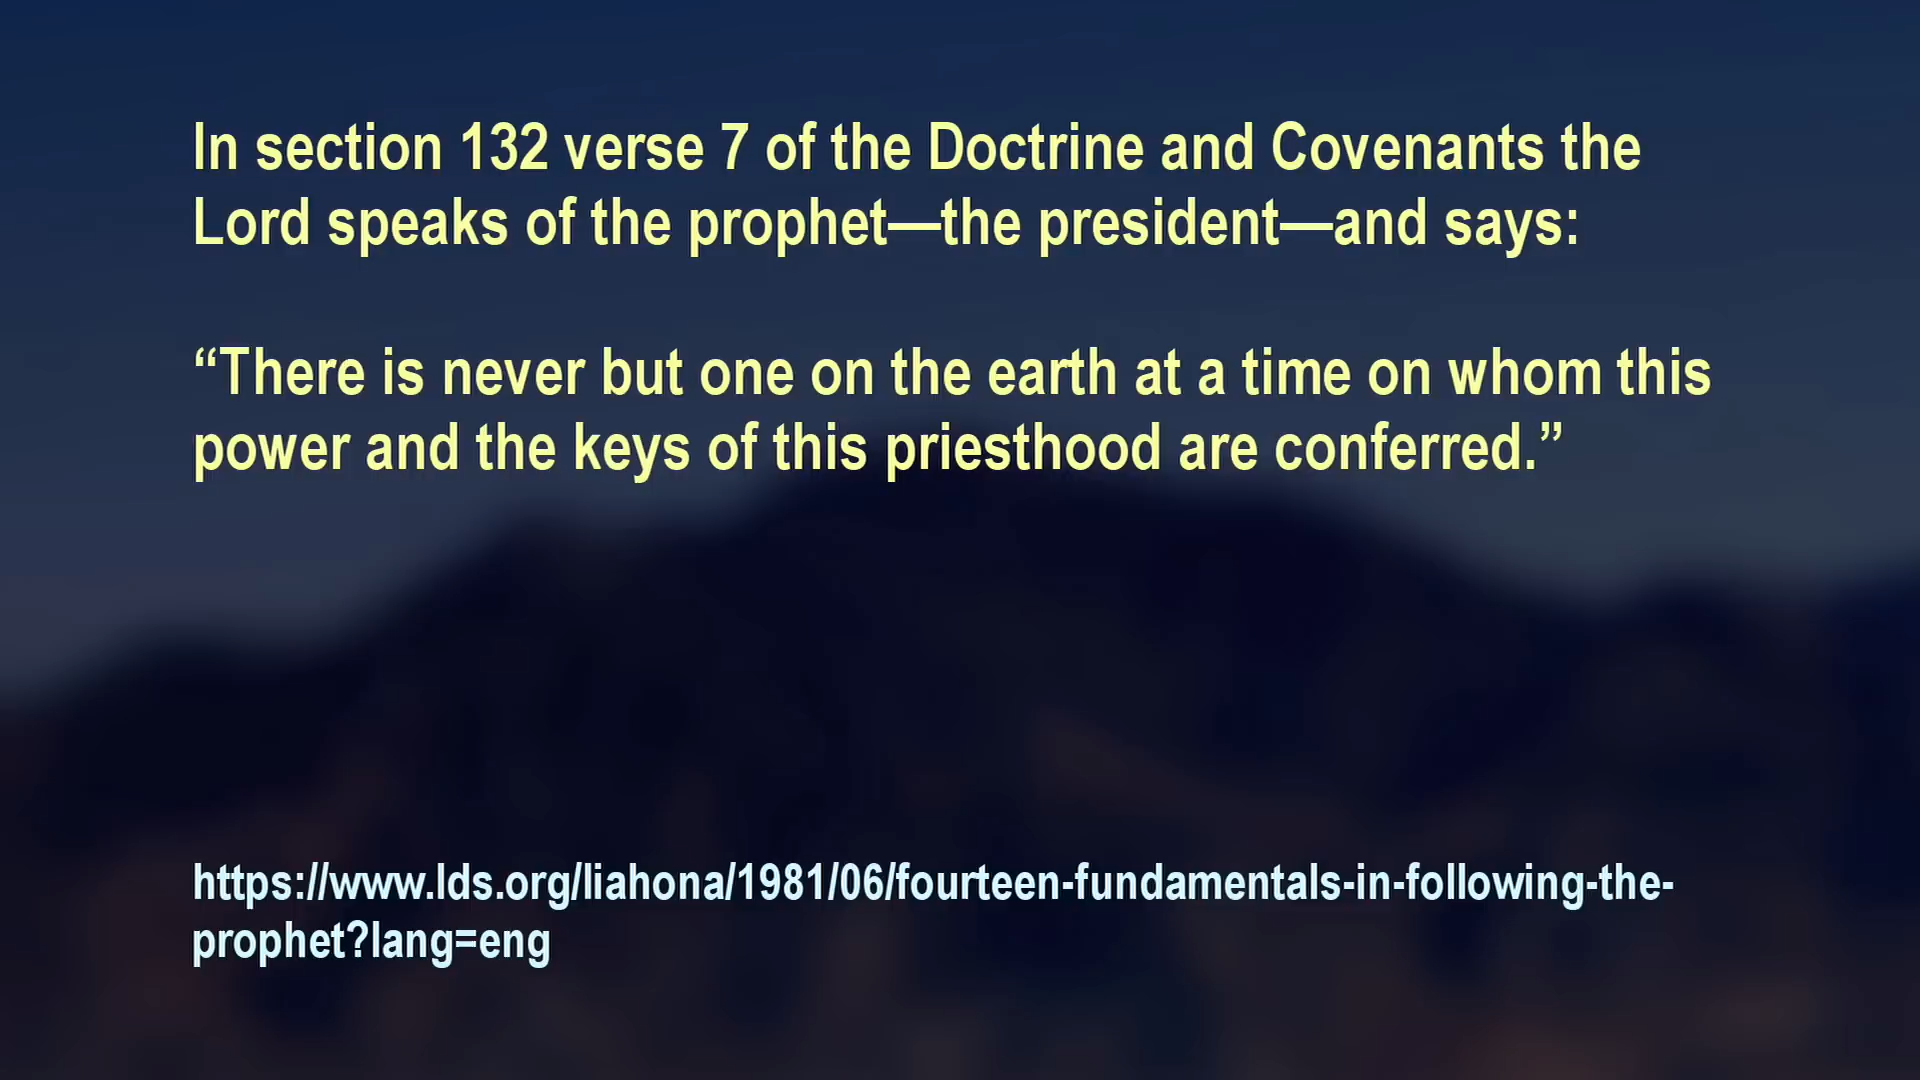 In section 132 verse 7 of the Doctrine and Covenants the
Lord speaks of the prophet—the president—and says:
“There is never but one on the earth at a time on whom this
power and the keys of this priesthood are conferred.”
https://www.lds.org/liahona/1981/06/fourteen-fundamentals-in-following-the-
prophet?lang=eng